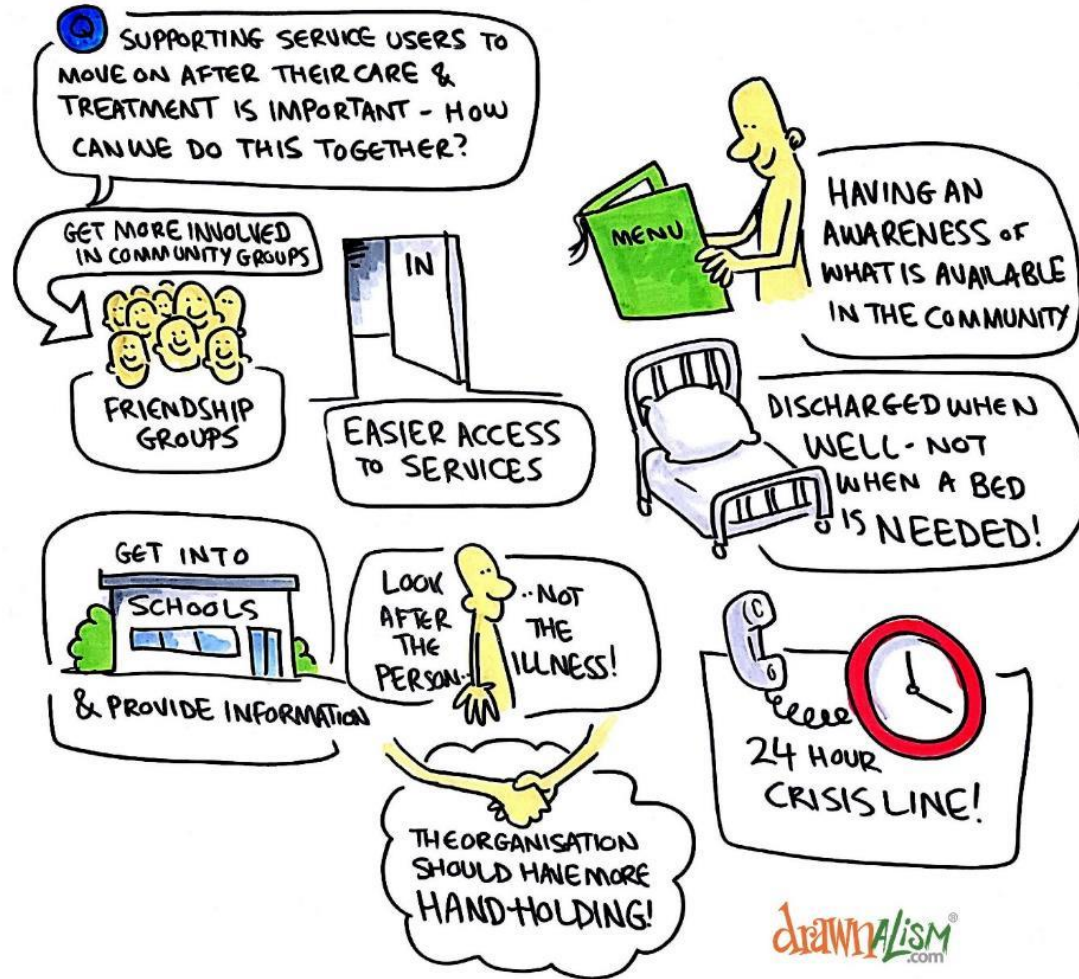 Q SUPPORTING SERVICE USERS TO
MOVE ON AFTER THEIR CARE &
TREATMENT IS IMPORTANT - HOW
CAN WE DO THIS TOGETHER?
GET MORE INVOLVED
IN COMMUNITY GROUPS
FRIENDSHIP
GROUPS
IN
EASIER ACCESS
TO SERVICES
MENU
HAVING AN
AWARENESS OF
WHAT IS AVAILABLE
IN THE COMMUNITY
DISCHARGED WHEN
WELL - NOT
WHEN A BED
IS NEEDED!
GET INTO
SCHOOLS
& PROVIDE INFORMATION
LOOK
AFTER
THE
PERSON..
..NOT
THE
ILLNESS!
THE ORGANISATION
SHOULD HAVE MORE
HAND-HOLDING!
24 HOUR
CRISIS LINE!
drawnALiSM®
.com